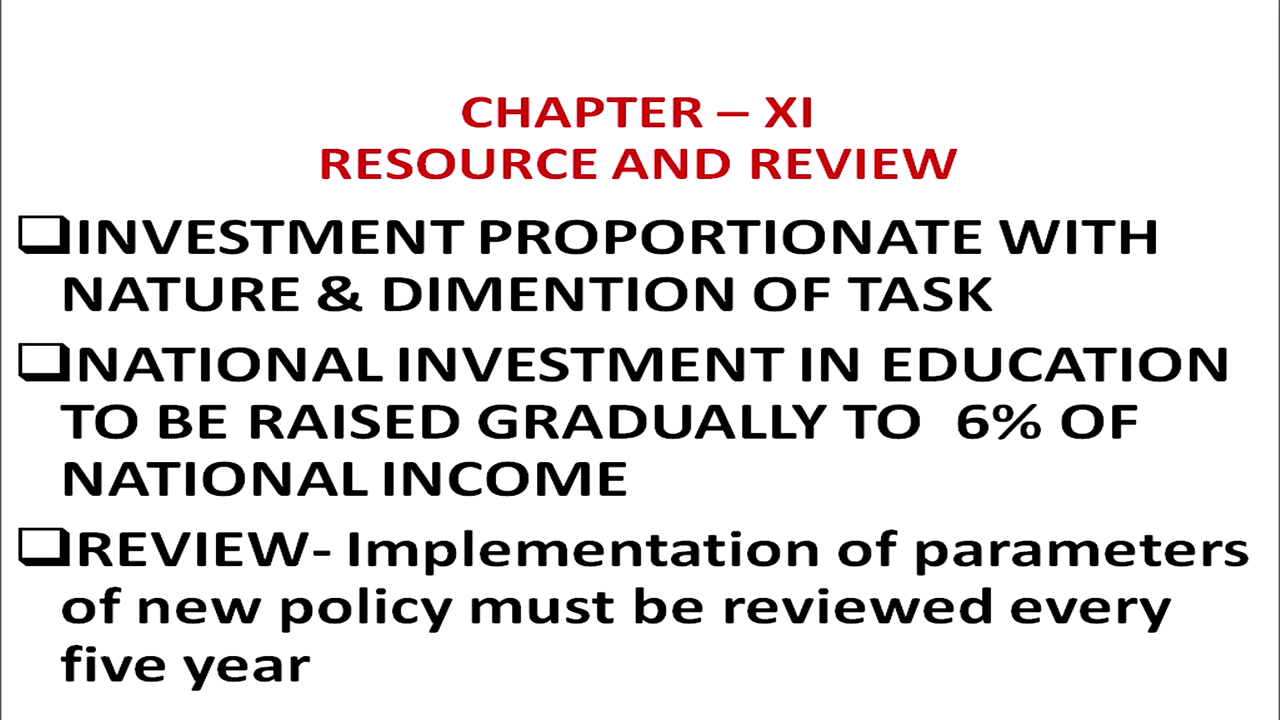 CHAPTER – XI
RESOURCE AND REVIEW
❑INVESTMENT PROPORTIONATE WITH
NATURE & DIMENTION OF TASK
❑NATIONAL INVESTMENT IN EDUCATION
TO BE RAISED GRADUALLY TO 6% OF
NATIONAL INCOME
❑REVIEW- Implementation of parameters
of new policy must be reviewed every
five year